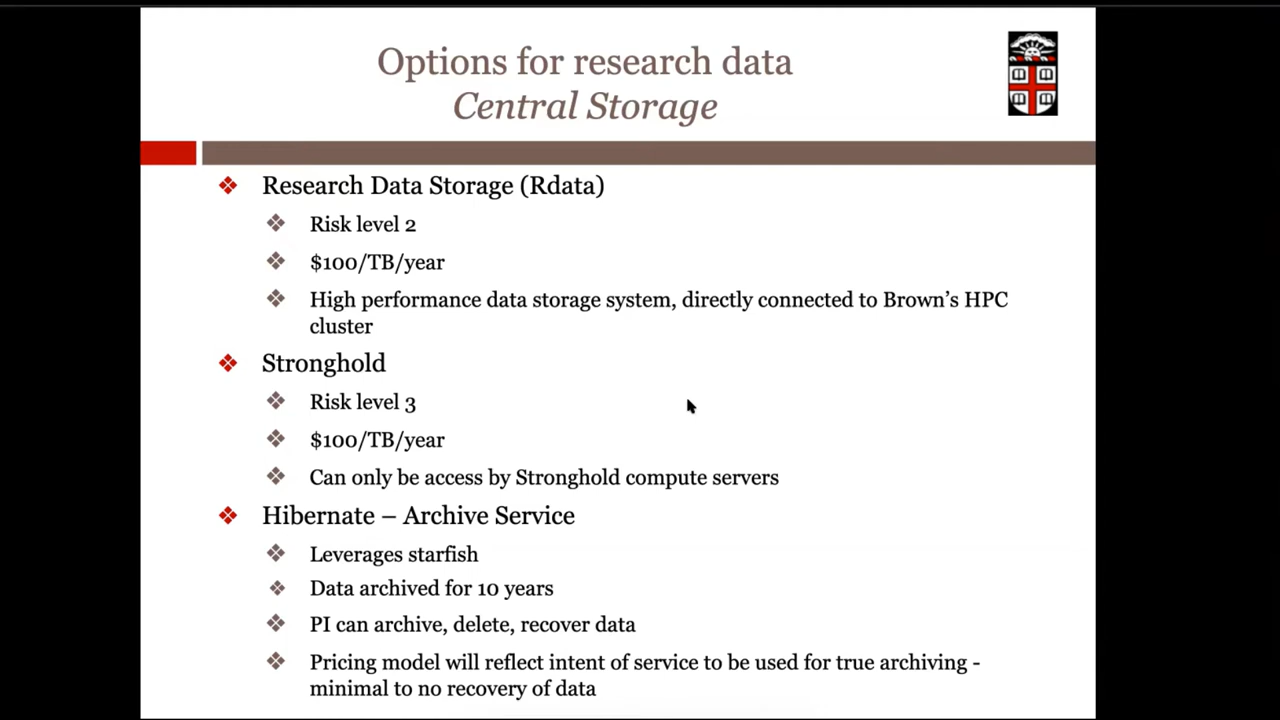 Options for research data
Central Storage
❖ Research Data Storage (Rdata)
❖ Risk level 2
❖ $100/TB/year
❖ High performance data storage system, directly connected to Brown's HPC
cluster
❖ Stronghold
❖ Risk level 3
❖ $100/TB/year
❖ Can only be access by Stronghold compute servers
❖ Hibernate – Archive Service
❖ Leverages starfish
❖ Data archived for 10 years
❖ PI can archive, delete, recover data
❖ Pricing model will reflect intent of service to be used for true archiving -
minimal to no recovery of data